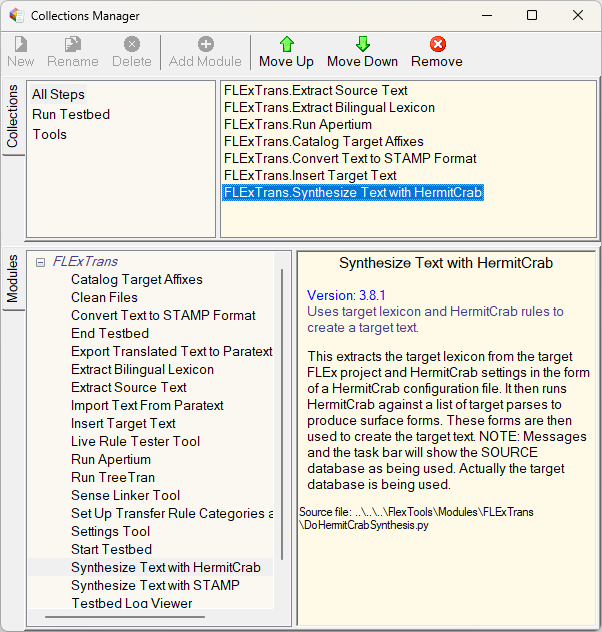 Collections Manager
New Rename Delete Add Module Move Up Move Down Remove
Collections
All Steps
Run Testbed
Tools
FLExTrans.Extract Source Text
FLExTrans.Extract Bilingual Lexicon
FLExTrans.Run Apertium
FLExTrans.Catalog Target Affixes
FLExTrans.Convert Text to STAMP Format
FLExTrans.Insert Target Text
FLExTrans.Synthesize Text with HermitCrab
Modules
FLExTrans
Catalog Target Affixes
Clean Files
Convert Text to STAMP Format
End Testbed
Export Translated Text to Paratext
Extract Bilingual Lexicon
Extract Source Text
Import Text From Paratext
Insert Target Text
Live Rule Tester Tool
Run Apertium
Run TreeTran
Sense Linker Tool
Set Up Transfer Rule Categories a
Settings Tool
Start Testbed
Synthesize Text with HermitCrab
Synthesize Text with STAMP
Testbed Log Viewer
Synthesize Text with HermitCrab
Version: 3.8.1
Uses target lexicon and HermitCrab rules to
create a target text.
This extracts the target lexicon from the target
FLEx project and HermitCrab settings in the form
of a HermitCrab configuration file. It then runs
HermitCrab against a list of target parses to
produce surface forms. These forms are then
used to create the target text. NOTE: Messages
and the task bar will show the SOURCE
database as being used. Actually the target
database is being used.
Source file: ..\..\..\FlexTools\Modules\FLExTrans
\DoHermitCrabSynthesis.py